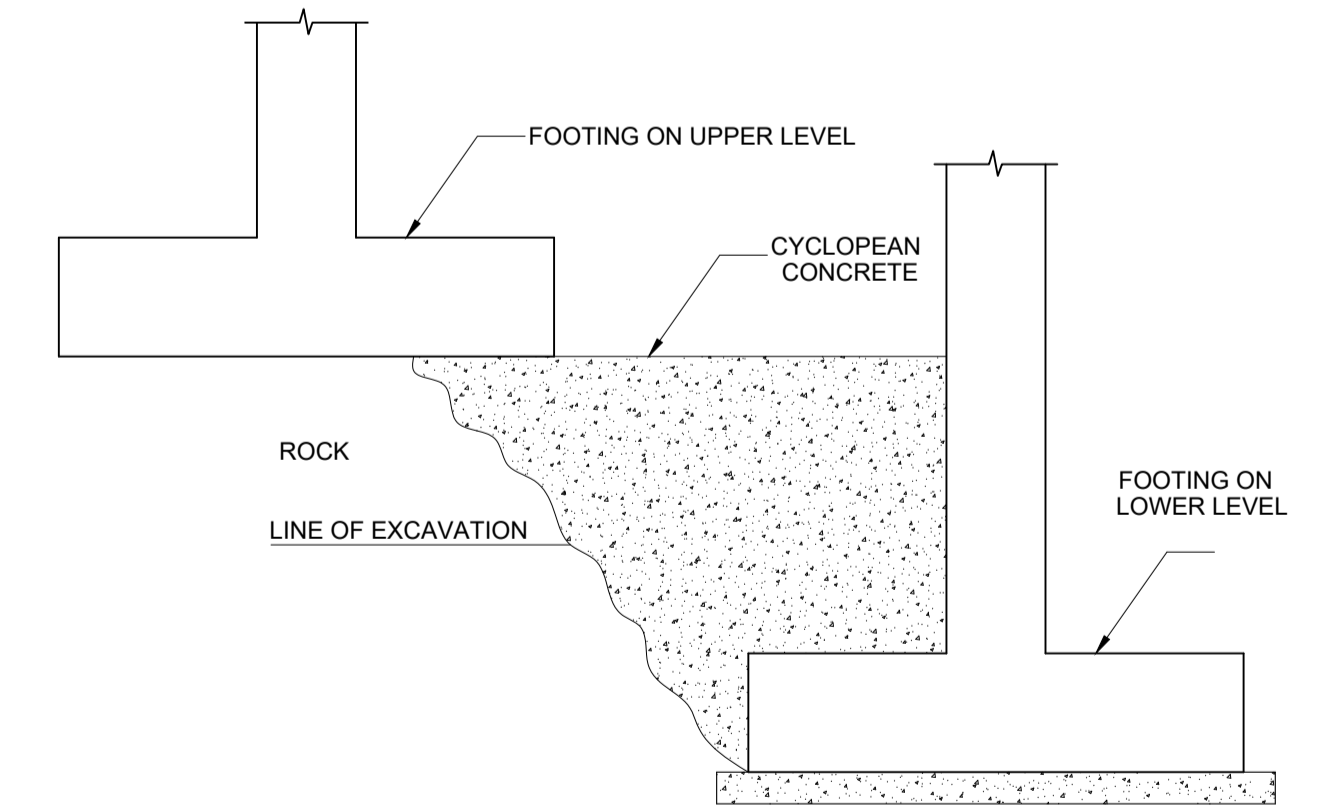 FOOTING ON UPPER LEVEL
CYCLOPEAN
CONCRETE
ROCK
FOOTING ON
LOWER LEVEL
LINE OF EXCAVATION